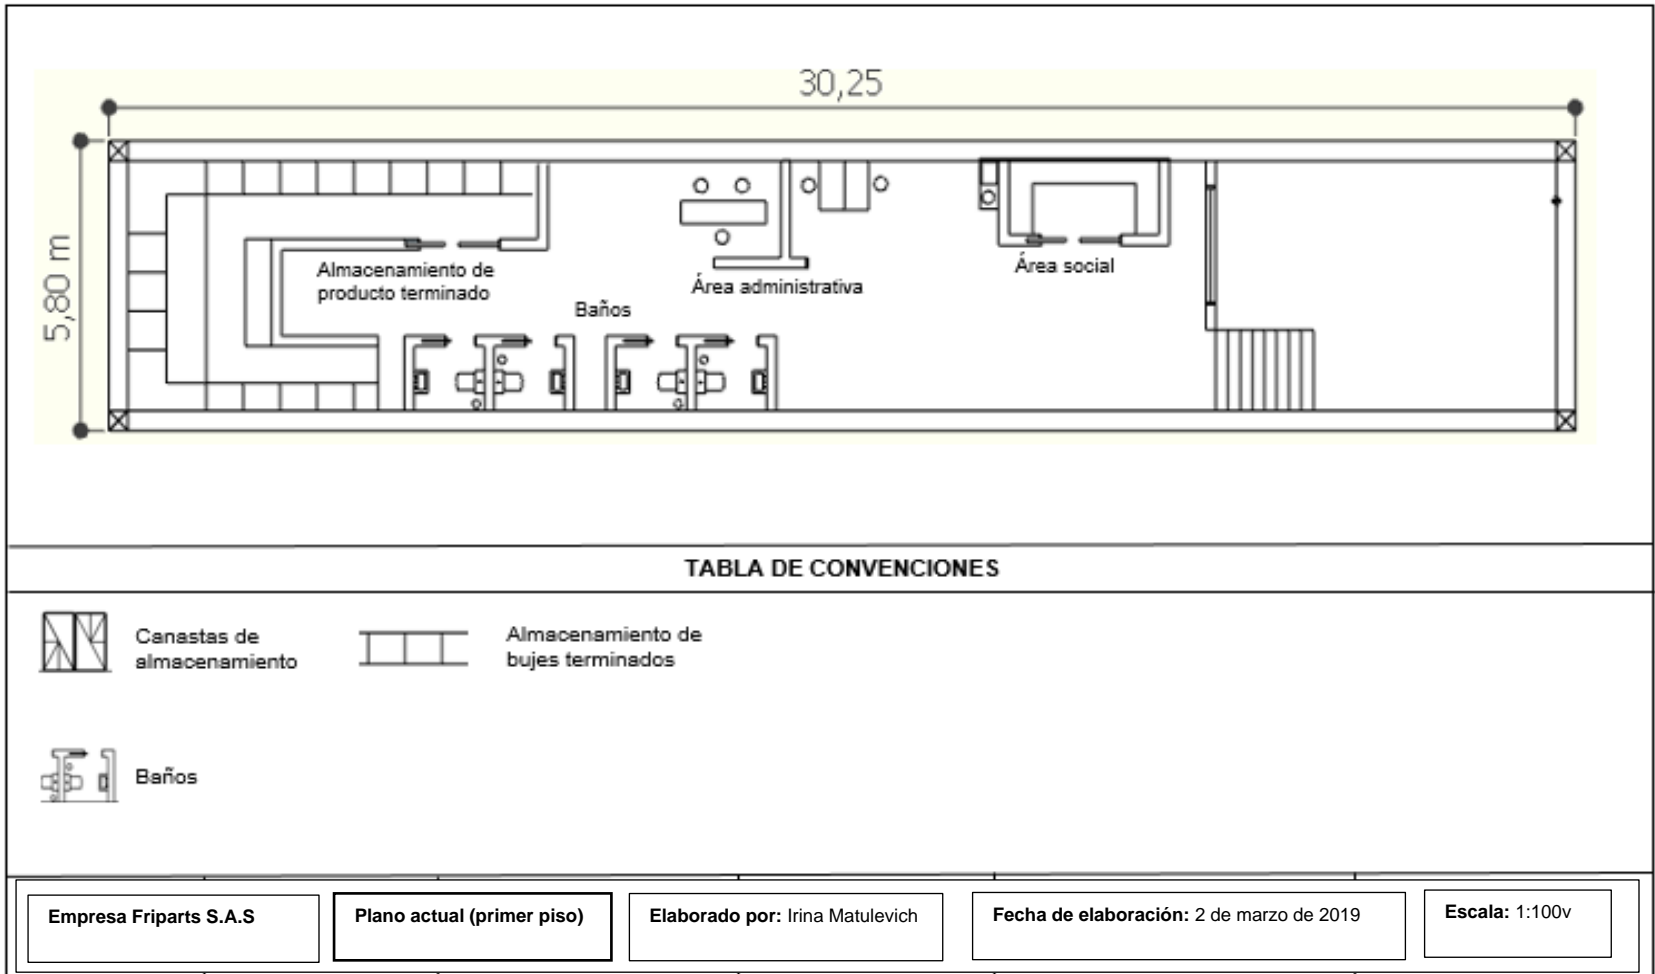 30,25
5,80 m
Almacenamiento de
producto terminado
Baños
Área administrativa
Área social
TABLA DE CONVENCIONES
Canastas de
almacenamiento
Almacenamiento de
bujes terminados
Baños
Empresa Friparts S.A.S
Plano actual (primer piso)
Elaborado por: Irina Matulevich
Fecha de elaboración: 2 de marzo de 2019
Escala: 1:100v